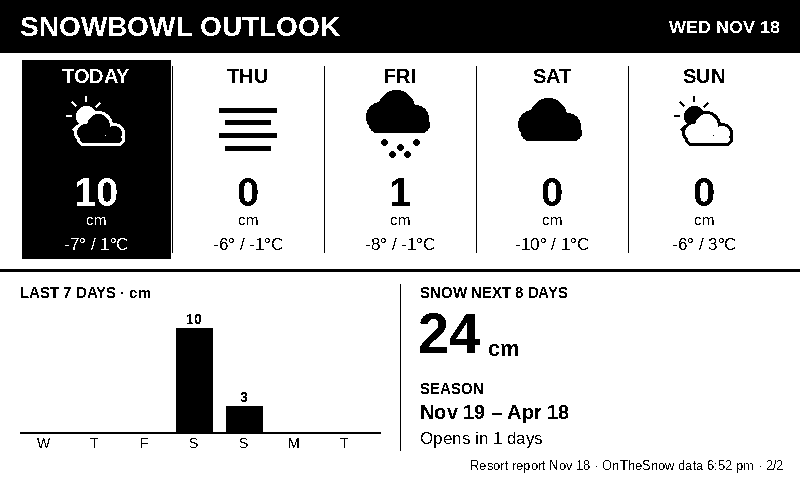 SNOWBOWL OUTLOOK WED NOV 18
TODAY THU FRI SAT SUN
10 0 1 0 0
cm cm cm cm cm
-7° / 1°C -6° / -1°C -8° / -1°C -10° / 1°C -6° / 3°C
LAST 7 DAYS · cm
10
3
W T F S S M T
SNOW NEXT 8 DAYS
24 cm
SEASON
Nov 19 – Apr 18
Opens in 1 days
Resort report Nov 18 · OnTheSnow data 6:52 pm · 2/2